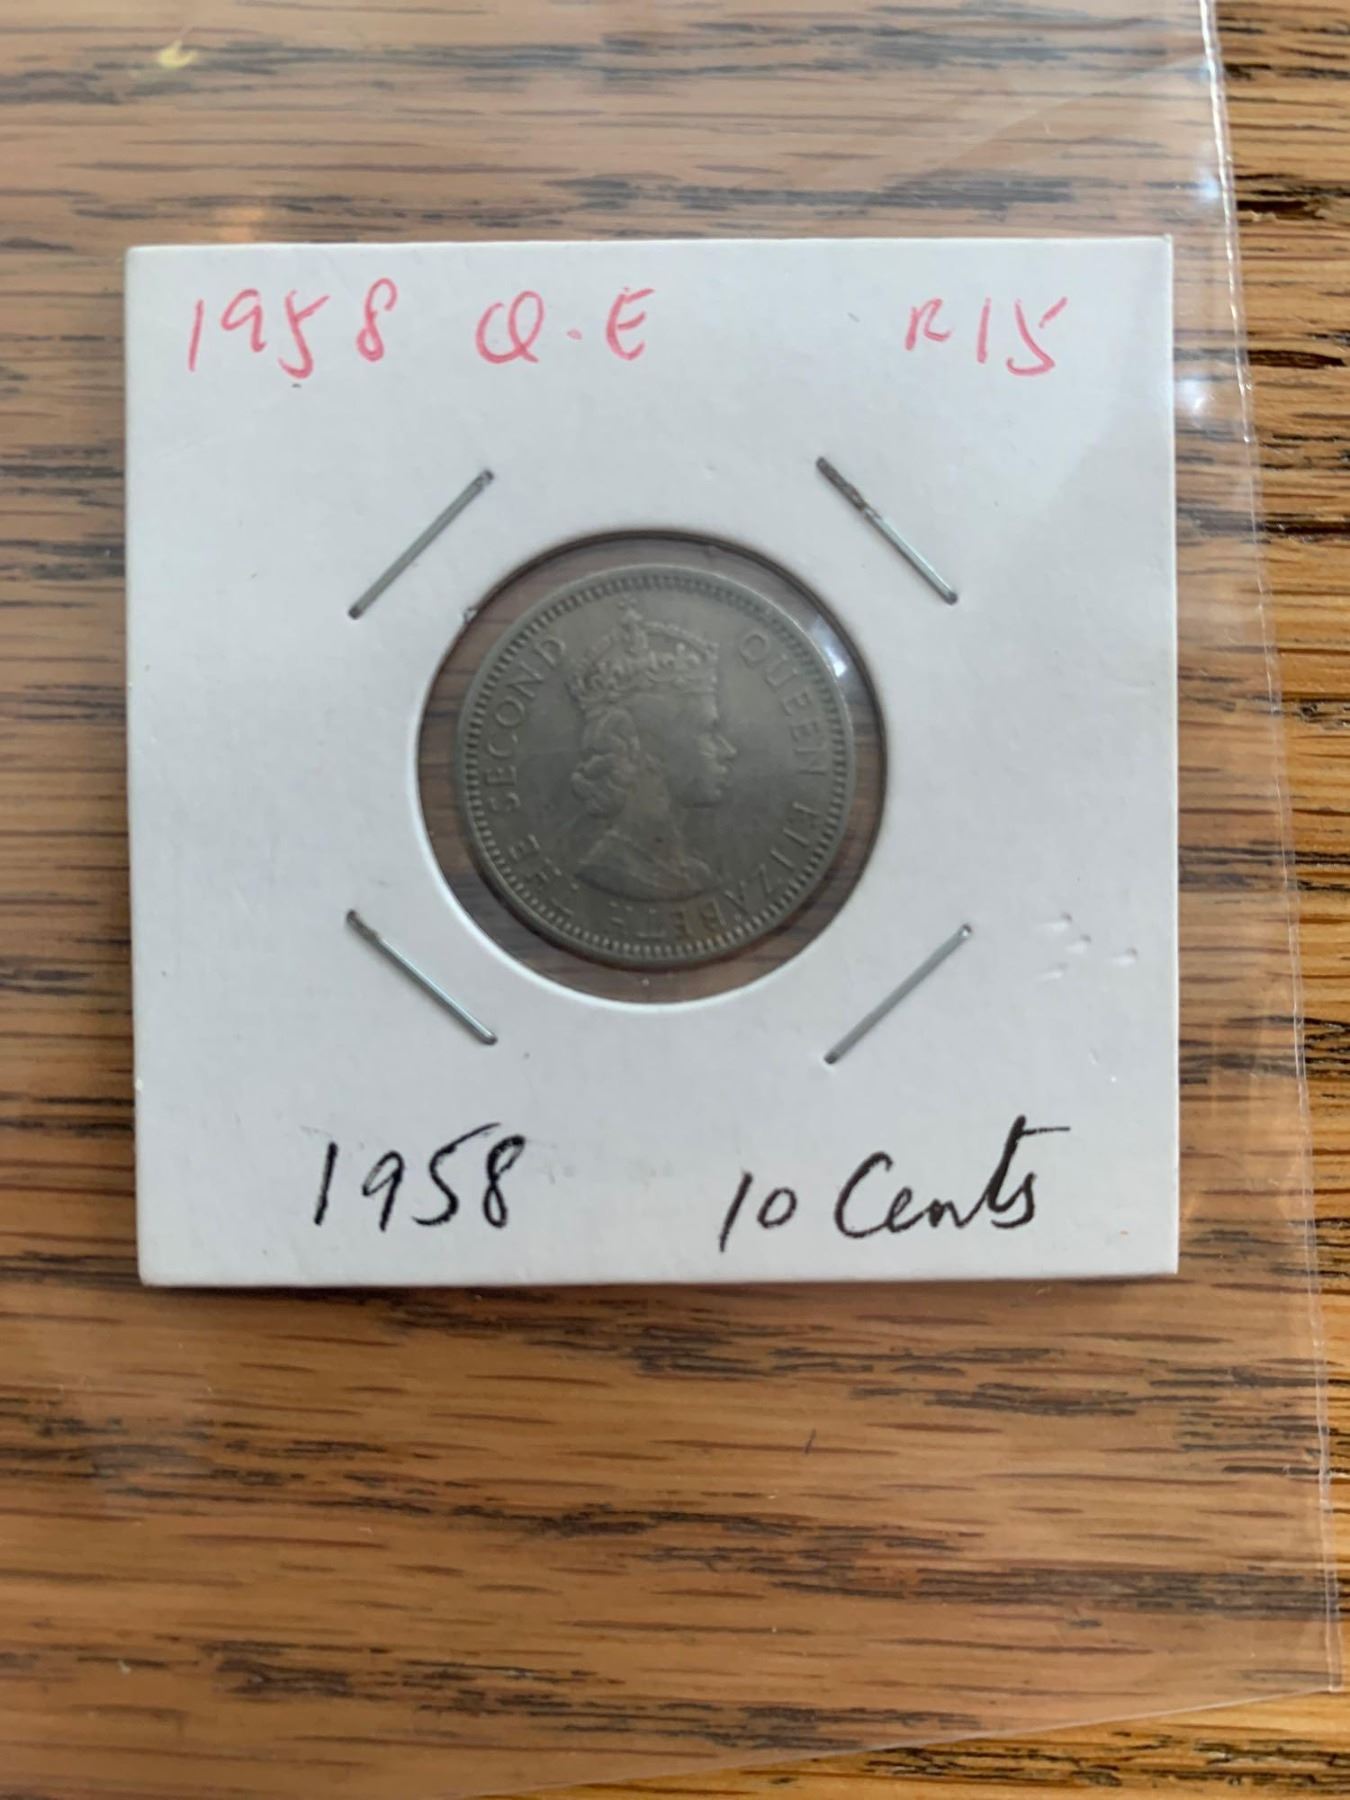 1958 Q.E R15
QUEEN ELIZABETH THE SECOND
1958 10 Cents